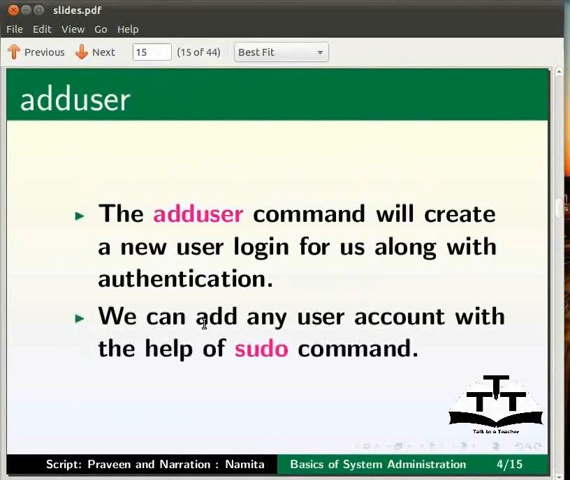 slides.pdf
File Edit View Go Help
Previous Next 15 (15 of 44) Best Fit
adduser
The adduser command will create
a new user login for us along with
authentication.
We can add any user account with
the help of sudo command.
TTT
Talk to a Teacher
Script: Praveen and Narration : Namita Basics of System Administration 4/15